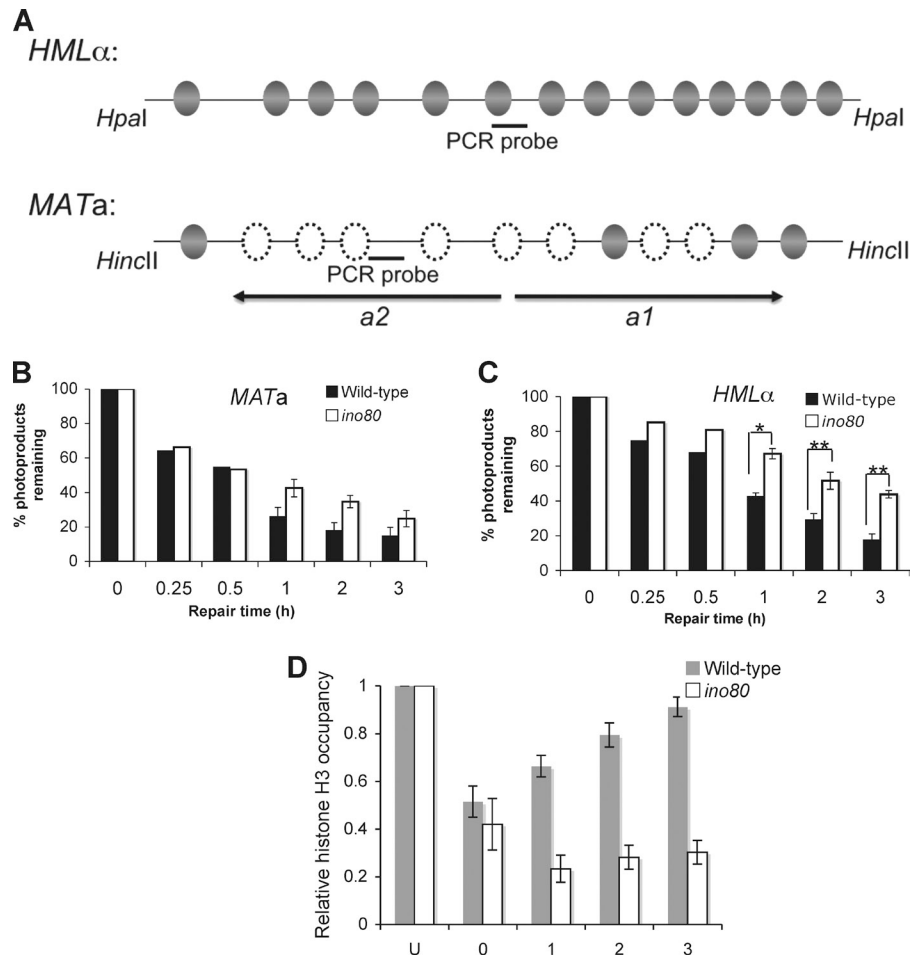 A
HMLα:
HpaI
HpaI
PCR probe
MATa:
HincII
HincII
PCR probe
a2
a1
B
MATa
Wild-type
ino80
% photoproducts remaining
100
80
60
40
20
0
0 0.25 0.5 1 2 3
Repair time (h)
C
HMLα
Wild-type
ino80
% photoproducts remaining
100
80
60
40
20
0
*
**
**
0 0.25 0.5 1 2 3
Repair time (h)
D
Wild-type
ino80
Relative histone H3 occupancy
1
0.8
0.6
0.4
0.2
0
U 0 1 2 3